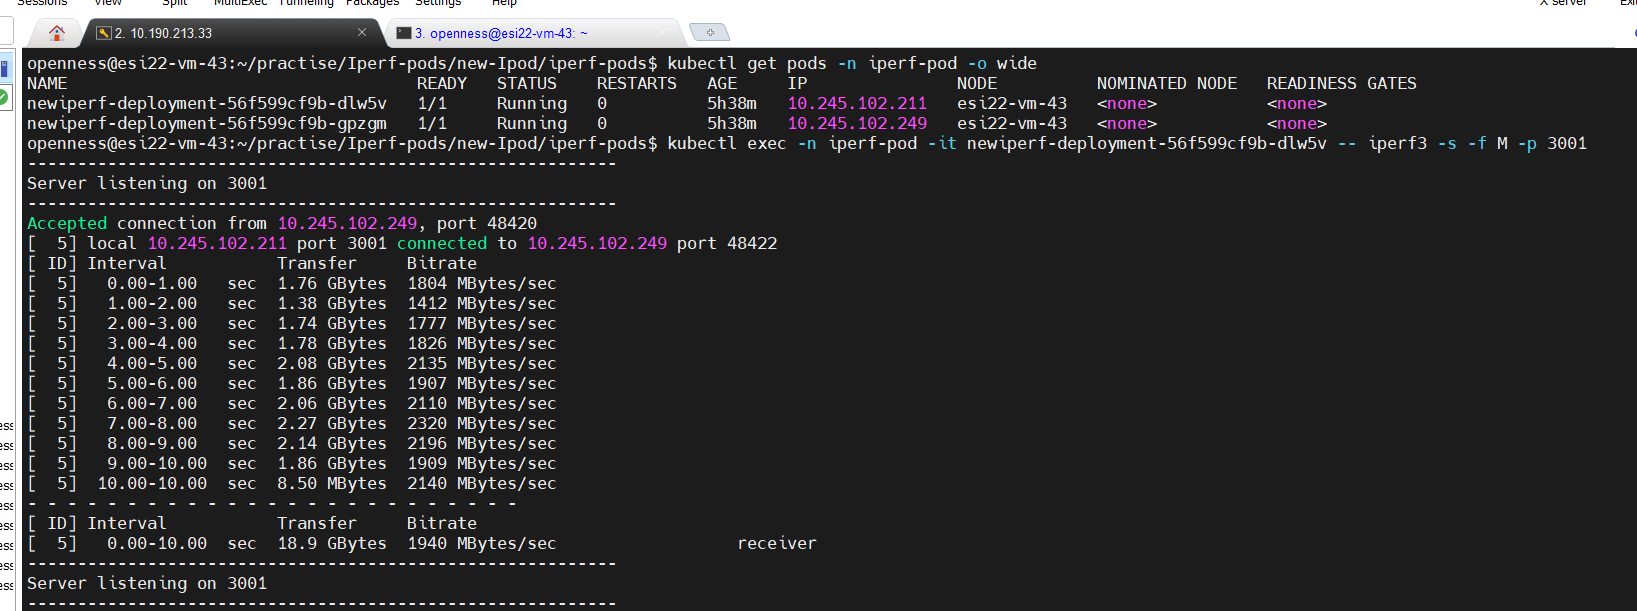 Sessions View Split MultiExec Tunneling Packages Settings Help X server
2. 10.190.213.33
3. openness@esi22-vm-43: ~
openness@esi22-vm-43:~/practise/Iperf-pods/new-Ipod/iperf-pods$ kubectl get pods -n iperf-pod -o wide
NAME READY STATUS RESTARTS AGE IP NODE NOMINATED NODE READINESS GATES
newiperf-deployment-56f599cf9b-dlw5v 1/1 Running 0 5h38m 10.245.102.211 esi22-vm-43 <none> <none>
newiperf-deployment-56f599cf9b-gpzgm 1/1 Running 0 5h38m 10.245.102.249 esi22-vm-43 <none> <none>
openness@esi22-vm-43:~/practise/Iperf-pods/new-Ipod/iperf-pods$ kubectl exec -n iperf-pod -it newiperf-deployment-56f599cf9b-dlw5v -- iperf3 -s -f M -p 3001
-----------------------------------------------------------
Server listening on 3001
-----------------------------------------------------------
Accepted connection from 10.245.102.249, port 48420
[  5] local 10.245.102.211 port 3001 connected to 10.245.102.249 port 48422
[ ID] Interval Transfer Bitrate
[  5] 0.00-1.00 sec 1.76 GBytes 1804 MBytes/sec
[  5] 1.00-2.00 sec 1.38 GBytes 1412 MBytes/sec
[  5] 2.00-3.00 sec 1.74 GBytes 1777 MBytes/sec
[  5] 3.00-4.00 sec 1.78 GBytes 1826 MBytes/sec
[  5] 4.00-5.00 sec 2.08 GBytes 2135 MBytes/sec
[  5] 5.00-6.00 sec 1.86 GBytes 1907 MBytes/sec
[  5] 6.00-7.00 sec 2.06 GBytes 2110 MBytes/sec
[  5] 7.00-8.00 sec 2.27 GBytes 2320 MBytes/sec
[  5] 8.00-9.00 sec 2.14 GBytes 2196 MBytes/sec
[  5] 9.00-10.00 sec 1.86 GBytes 1909 MBytes/sec
[  5] 10.00-10.00 sec 8.50 MBytes 2140 MBytes/sec
- - - - - - - - - - - - - - - - - - - - - - - - -
[ ID] Interval Transfer Bitrate
[  5] 0.00-10.00 sec 18.9 GBytes 1940 MBytes/sec receiver
-----------------------------------------------------------
Server listening on 3001
-----------------------------------------------------------